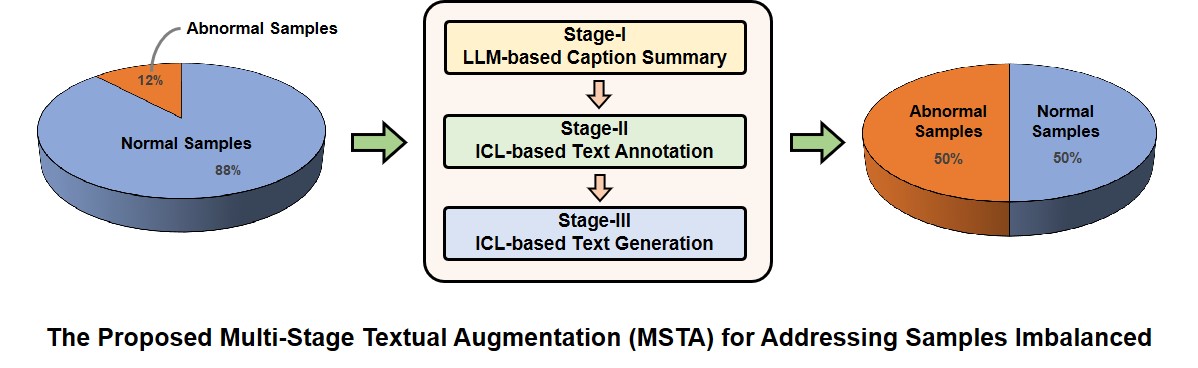 Abnormal Samples
12%
Normal Samples
88%
Stage-I
LLM-based Caption Summary
Stage-II
ICL-based Text Annotation
Stage-III
ICL-based Text Generation
Abnormal
Samples
50%
Normal
Samples
50%
The Proposed Multi-Stage Textual Augmentation (MSTA) for Addressing Samples Imbalanced